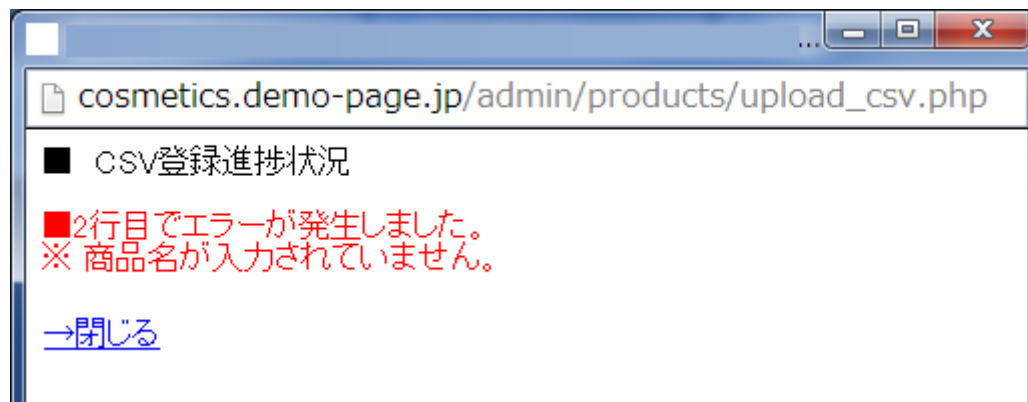 ...
cosmetics.demo-page.jp/admin/products/upload_csv.php
■ CSV登録進捗状況
■2行目でエラーが発生しました。
※ 商品名が入力されていません。
→閉じる